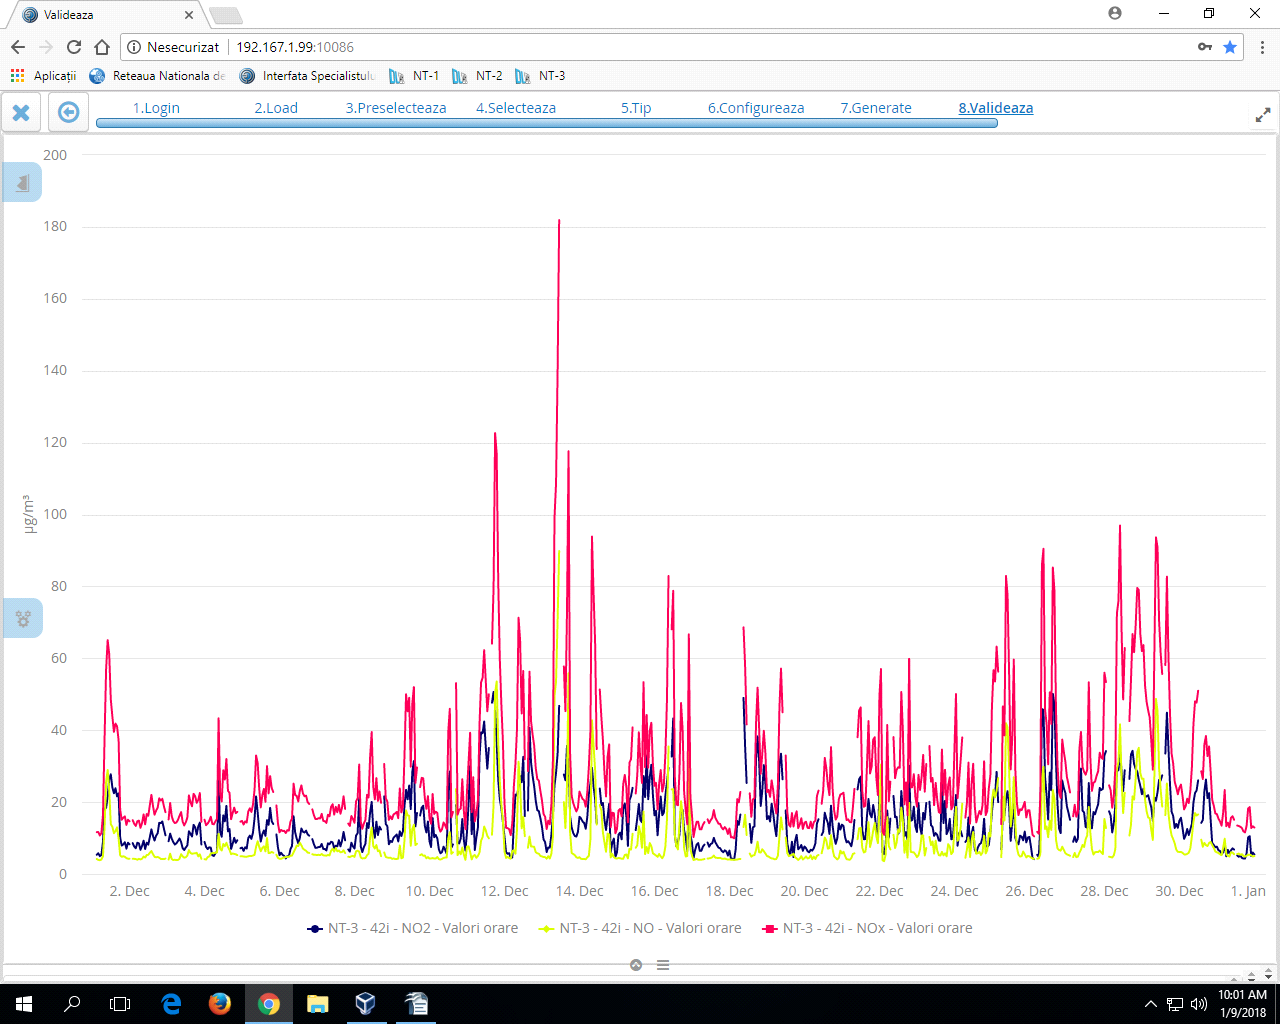 Valideaza
Nesecurizat 192.167.1.99:10086
Aplicații Reteaua Nationala de Interfata Specialistulu NT-1 NT-2 NT-3
1.Login 2.Load 3.Preselecteaza 4.Selecteaza 5.Tip 6.Configureaza 7.Generate 8.Valideaza
200
180
160
140
120
100
80
60
40
20
0
µg/m³
2. Dec 4. Dec 6. Dec 8. Dec 10. Dec 12. Dec 14. Dec 16. Dec 18. Dec 20. Dec 22. Dec 24. Dec 26. Dec 28. Dec 30. Dec 1. Jan
NT-3 - 42i - NO2 - Valori orare NT-3 - 42i - NO - Valori orare NT-3 - 42i - NOx - Valori orare
10:01 AM
1/9/2018